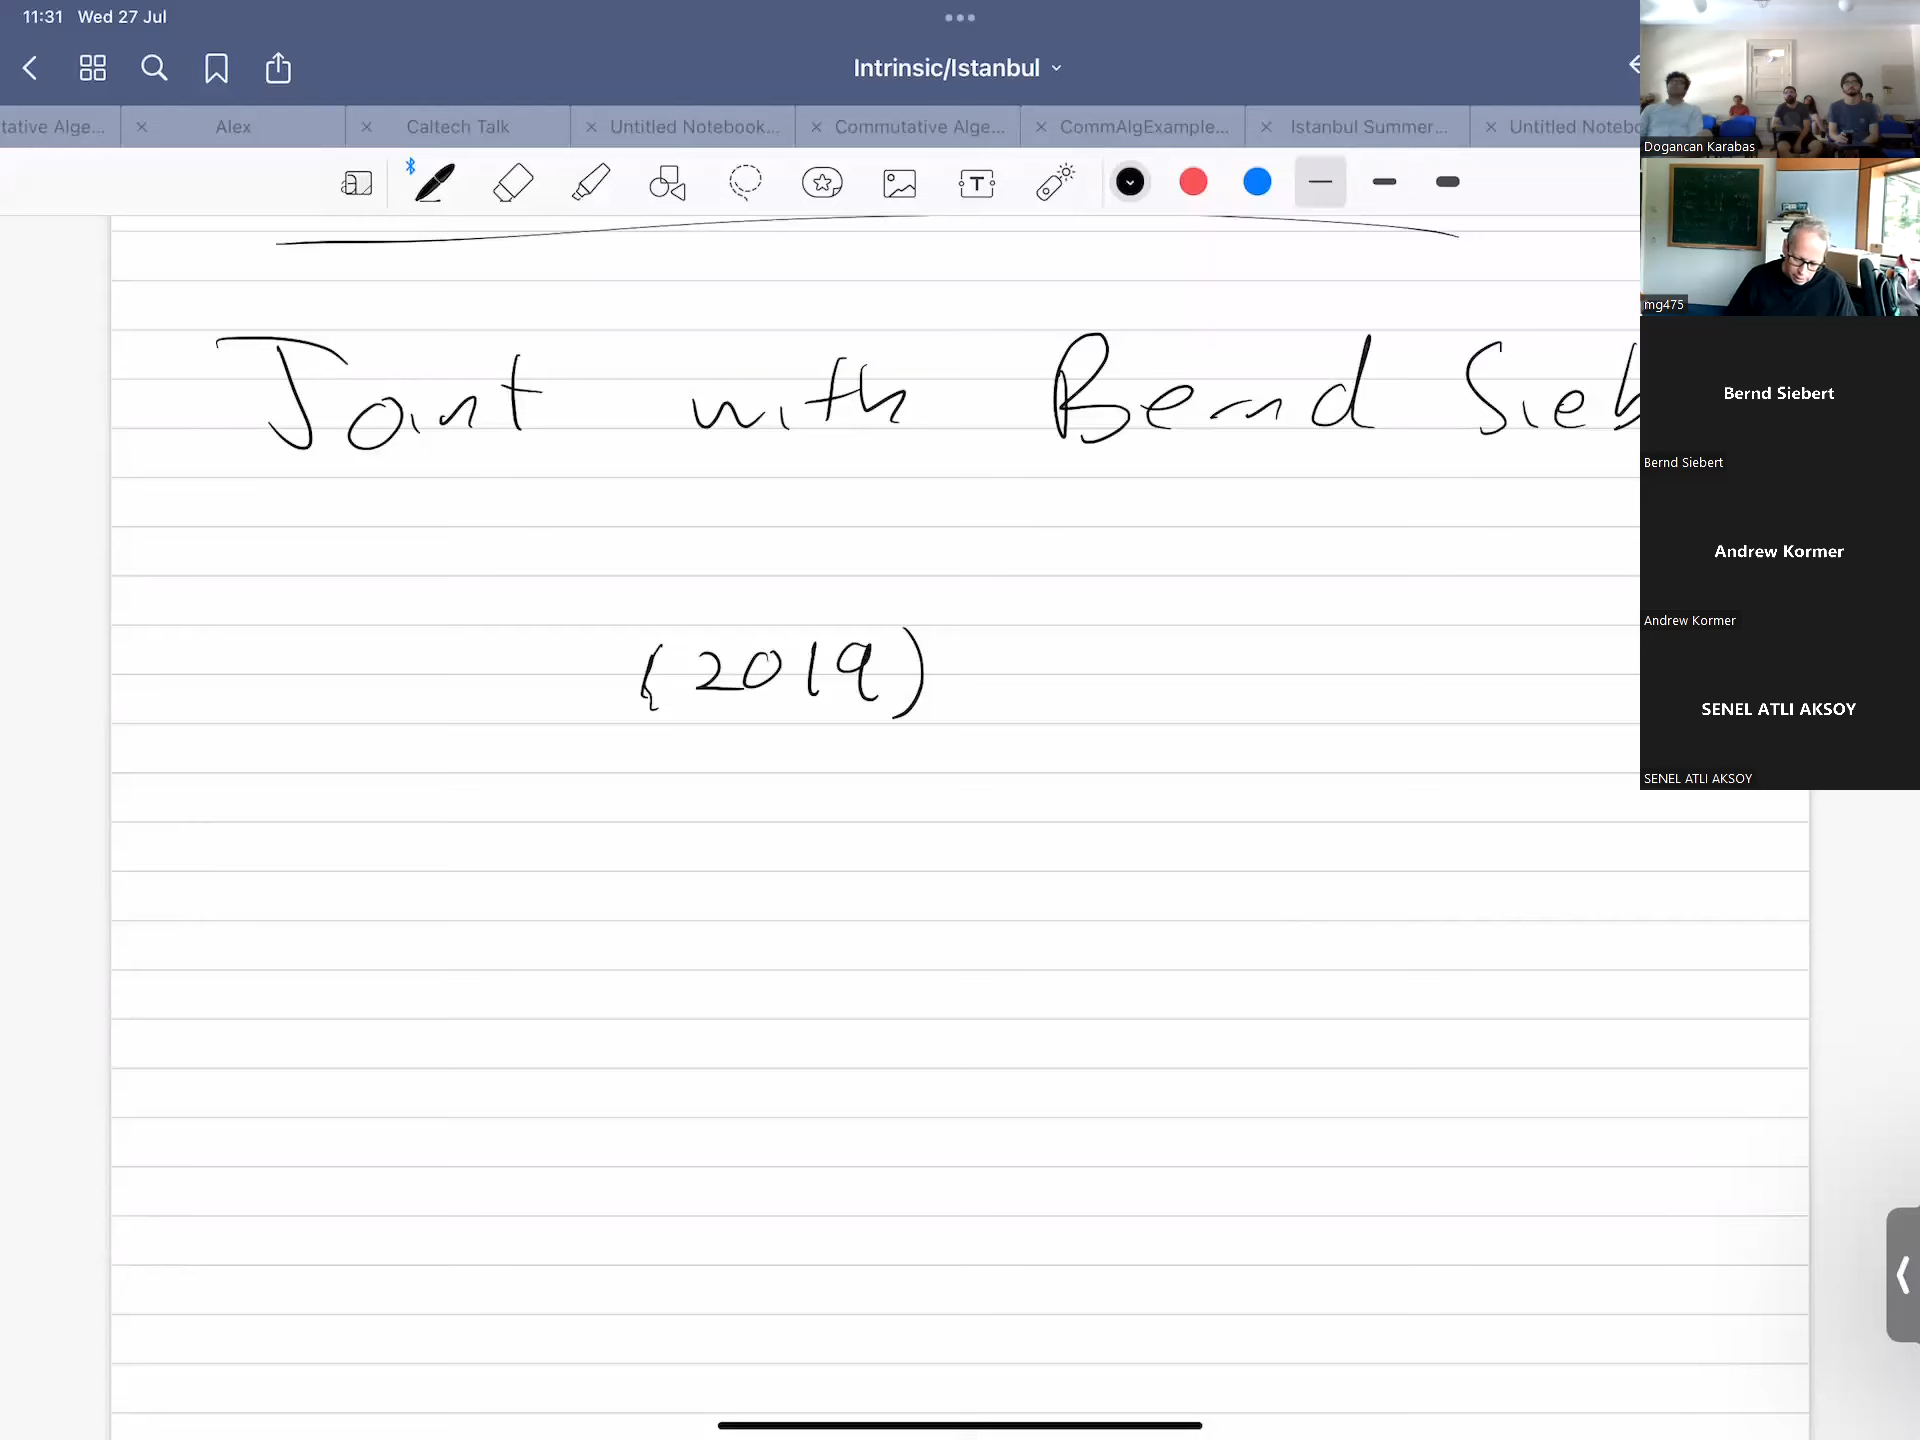 11:31 Wed 27 Jul
Intrinsic/Istanbul
tative Alge...
Alex
Caltech Talk
Untitled Notebook...
Commutative Alge...
CommAlgExample...
Istanbul Summer...
Untitled Notebo
Joint with Bernd Sieb
(2019)
Dogancan Karabas
mg475
Bernd Siebert
Bernd Siebert
Andrew Kormer
Andrew Kormer
SENEL ATLI AKSOY
SENEL ATLI AKSOY